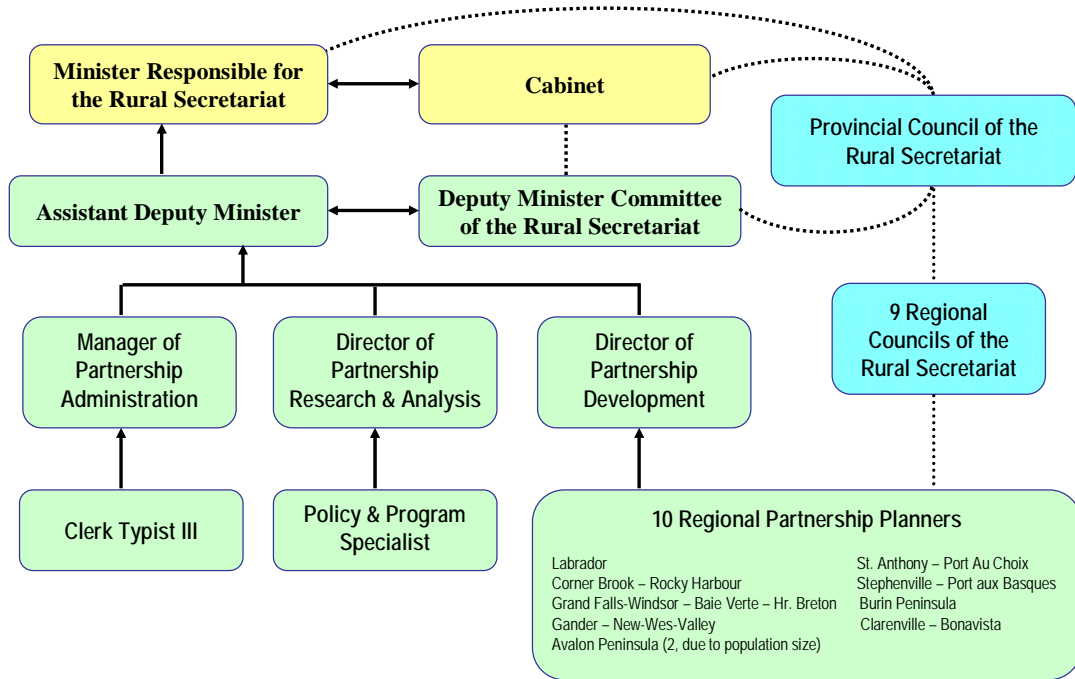 Minister Responsible for
the Rural Secretariat
Cabinet
Provincial Council of the
Rural Secretariat
Assistant Deputy Minister
Deputy Minister Committee
of the Rural Secretariat
9 Regional
Councils of the
Rural Secretariat
Manager of
Partnership
Administration
Director of
Partnership
Research & Analysis
Director of
Partnership
Development
Clerk Typist III
Policy & Program
Specialist
10 Regional Partnership Planners
Labrador
Corner Brook – Rocky Harbour
Grand Falls-Windsor – Baie Verte – Hr. Breton
Gander – New-Wes-Valley
Avalon Peninsula (2, due to population size)
St. Anthony – Port Au Choix
Stephenville – Port aux Basques
Burin Peninsula
Clarenville – Bonavista